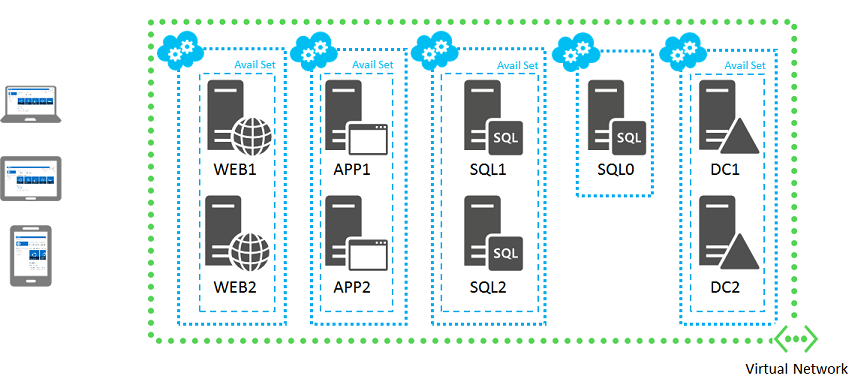 Avail Set
Avail Set
Avail Set
Avail Set
SQL
SQL
WEB1
APP1
SQL1
SQL0
DC1
SQL
WEB2
APP2
SQL2
DC2
Virtual Network